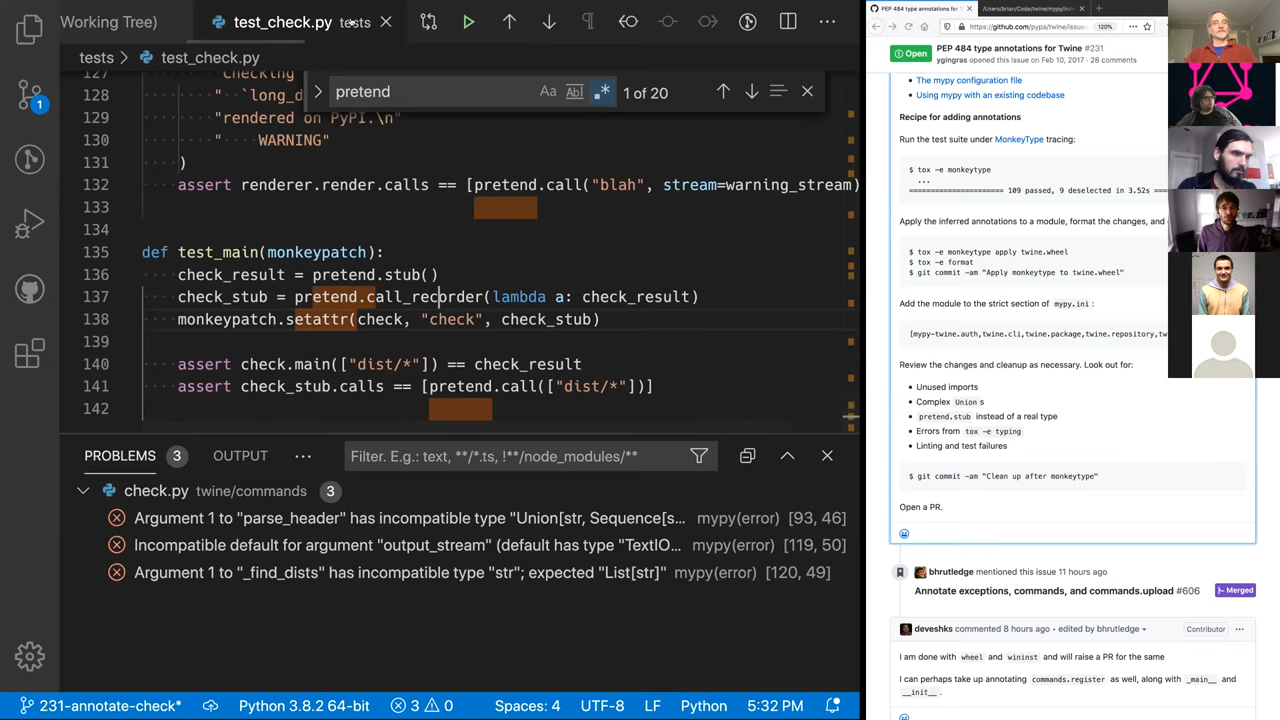 Working Tree)
test_check.py tests
tests > test_check.py
pretend
Aa Ab 1 of 20
127 "checking
128 " `long_d
129 "rendered on PyPI.\n"
130 " WARNING"
131 )
132 assert renderer.render.calls == [pretend.call("blah", stream=warning_stream)
133
134
135 def test_main(monkeypatch):
136 check_result = pretend.stub()
137 check_stub = pretend.call_recorder(lambda a: check_result)
138 monkeypatch.setattr(check, "check", check_stub)
139
140 assert check.main(["dist/*"]) == check_result
141 assert check_stub.calls == [pretend.call(["dist/*"])]
142
PROBLEMS 3 OUTPUT ···
Filter. E.g.: text, **/*.ts, !**/node_modules/**
check.py twine/commands 3
Argument 1 to "parse_header" has incompatible type "Union[str, Sequence[s... mypy(error) [93, 46]
Incompatible default for argument "output_stream" (default has type "TextIO... mypy(error) [119, 50]
Argument 1 to "_find_dists" has incompatible type "str"; expected "List[str]" mypy(error) [120, 49]
1
231-annotate-check* Python 3.8.2 64-bit 3 0 Spaces: 4 UTF-8 LF Python 5:32 PM
PEP 484 type annotations for T
https://github.com/pypa/twine/issue 120%
Open
PEP 484 type annotations for Twine #231
ygingras opened this issue on Feb 10, 2017 · 28 comments
The mypy configuration file
Using mypy with an existing codebase
Recipe for adding annotations
Run the test suite under MonkeyType tracing:
$ tox -e monkeytype
...
====================== 109 passed, 9 deselected in 3.52s ===
Apply the inferred annotations to a module, format the changes, and
$ tox -e monkeytype apply twine.wheel
$ tox -e format
$ git commit -am "Apply monkeytype to twine.wheel"
Add the module to the strict section of mypy.ini :
[mypy-twine.auth,twine.cli,twine.package,twine.repository,tw
Review the changes and cleanup as necessary. Look out for:
Unused imports
Complex Union s
pretend.stub instead of a real type
Errors from tox -e typing
Linting and test failures
$ git commit -am "Clean up after monkeytype"
Open a PR.
bhrutledge mentioned this issue 11 hours ago
Annotate exceptions, commands, and commands.upload #606
Merged
deveshks commented 8 hours ago • edited by bhrutledge
Contributor
I am done with wheel and wininst and will raise a PR for the same
I can perhaps take up annotating commands.register as well, along with _main__ and
__init__ .